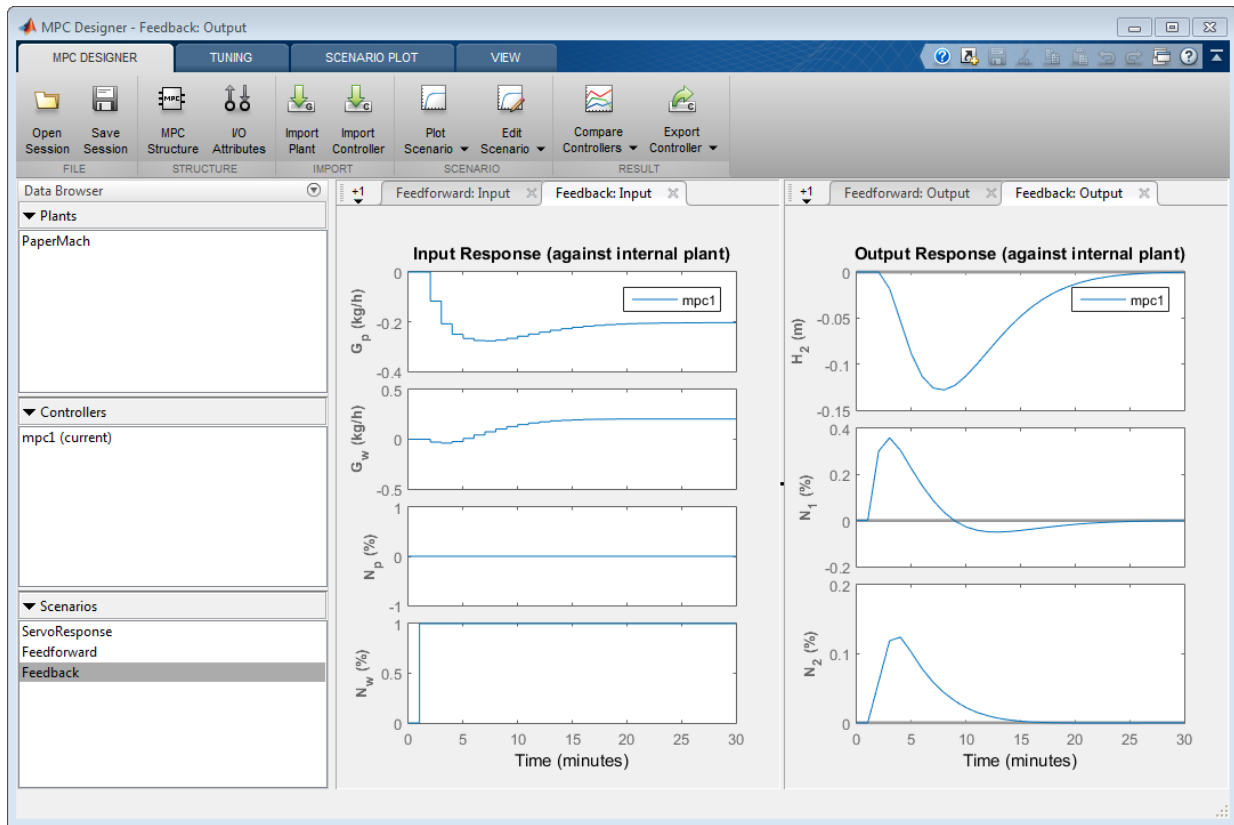 MPC Designer - Feedback: Output
MPC DESIGNER TUNING SCENARIO PLOT VIEW
Open Session
Save Session
MPC Structure
I/O Attributes
Import Plant
Import Controller
Plot Scenario
Edit Scenario
Compare Controllers
Export Controller
FILE STRUCTURE IMPORT SCENARIO RESULT
Data Browser
Plants
PaperMach
Controllers
mpc1 (current)
Scenarios
ServoResponse
Feedforward
Feedback
+1 Feedforward: Input Feedback: Input
Input Response (against internal plant)
mpc1
G_p (kg/h)
0
-0.2
-0.4
G_w (kg/h)
0.5
0
-0.5
N_p (%)
1
0
-1
N_w (%)
1
0.5
0
0 5 10 15 20 25 30
Time (minutes)
+1 Feedforward: Output Feedback: Output
Output Response (against internal plant)
mpc1
H_2 (m)
0
-0.05
-0.1
-0.15
N_1 (%)
0.4
0.2
0
-0.2
N_2 (%)
0.2
0.1
0
0 5 10 15 20 25 30
Time (minutes)